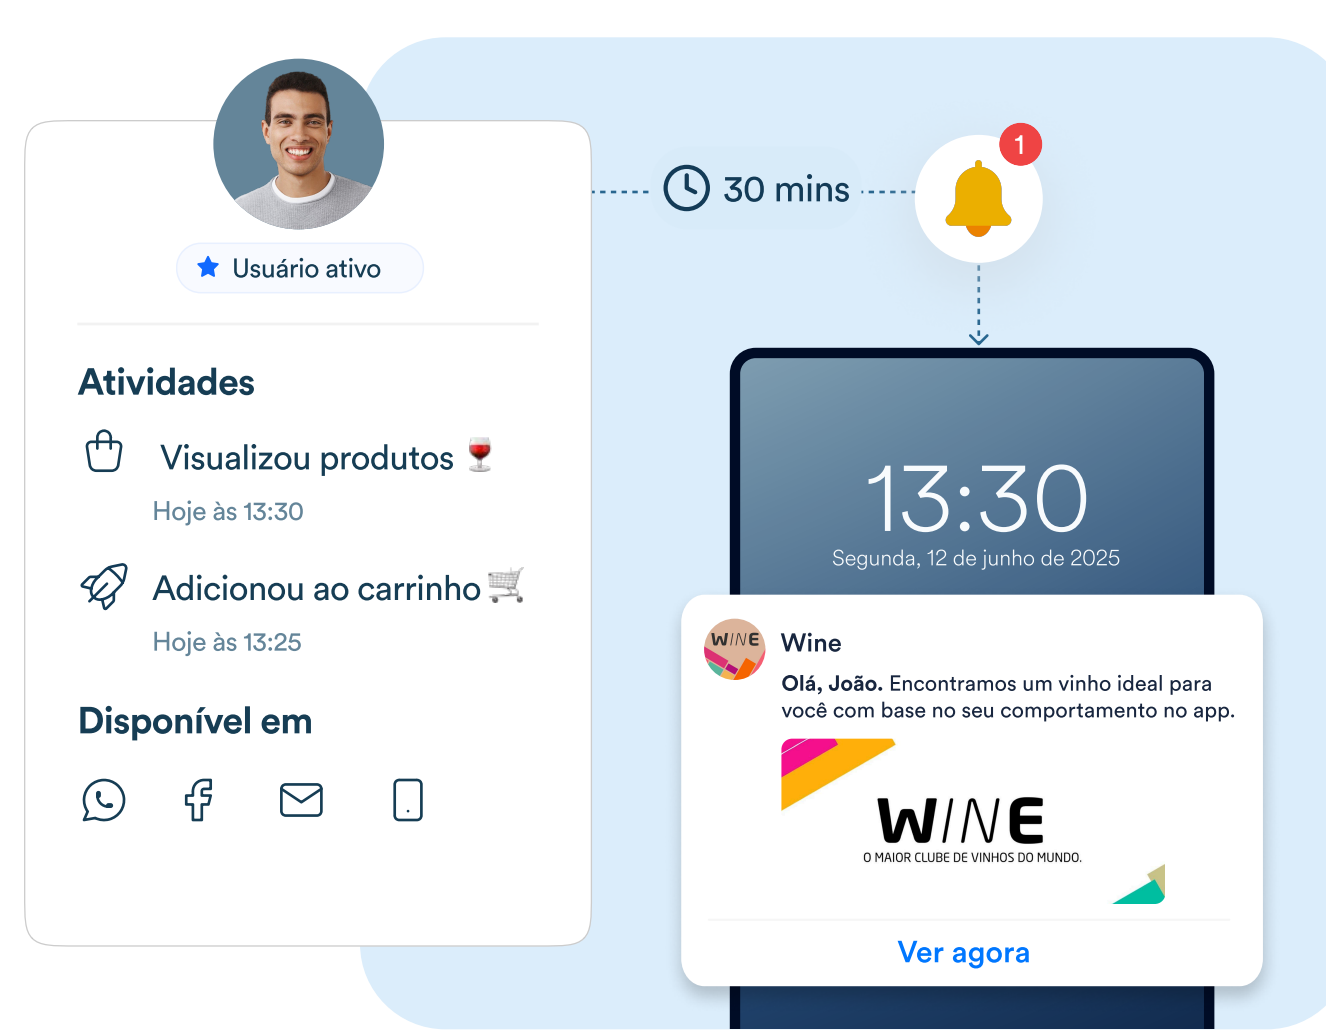 Usuário ativo
Atividades
Visualizou produtos
Hoje às 13:30
Adicionou ao carrinho
Hoje às 13:25
Disponível em
30 mins
1
13:30
Segunda, 12 de junho de 2025
WINE
Wine
Olá, João. Encontramos um vinho ideal para
você com base no seu comportamento no app.
WINE
O MAIOR CLUBE DE VINHOS DO MUNDO.
Ver agora